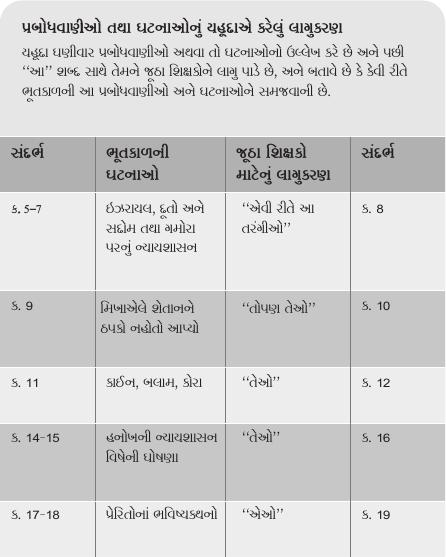 પ્રબોધવાણીઓ તથા ઘટનાઓનું યહૂદાએ કરેલું લાગુકરણ
યહૂદા ઘણીવાર પ્રબોધવાણીઓ અથવા તો ઘટનાઓનો ઉલ્લેખ કરે છે અને પછી
“આ” શબ્દ સાથે તેમને જૂઠા શિક્ષકોને લાગુ પાડે છે, અને બતાવે છે કે કેવી રીતે
ભૂતકાળની આ પ્રબોધવાણીઓ અને ઘટનાઓને સમજવાની છે.
સંદર્ભ | ભૂતકાળની ઘટનાઓ | જૂઠા શિક્ષકો માટેનું લાગુકરણ | સંદર્ભ
ક. 5–7 | ઇઝરાયલ, દૂતો અને સદોમ તથા ગમોરા પરનું ન્યાયશાસન | “એવી રીતે આ તરંગીઓ” | ક. 8
ક. 9 | મિખાએલે શેતાનને ઠપકો નહોતો આપ્યો | “તોપણ તેઓ” | ક. 10
ક. 11 | કાઈન, બલામ, કોરા | “તેઓ” | ક. 12
ક. 14–15 | હનોખની ન્યાયશાસન વિષેની ઘોષણા | “તેઓ” | ક. 16
ક. 17–18 | પ્રેરિતોનાં ભવિષ્યકથનો | “એઓ” | ક. 19